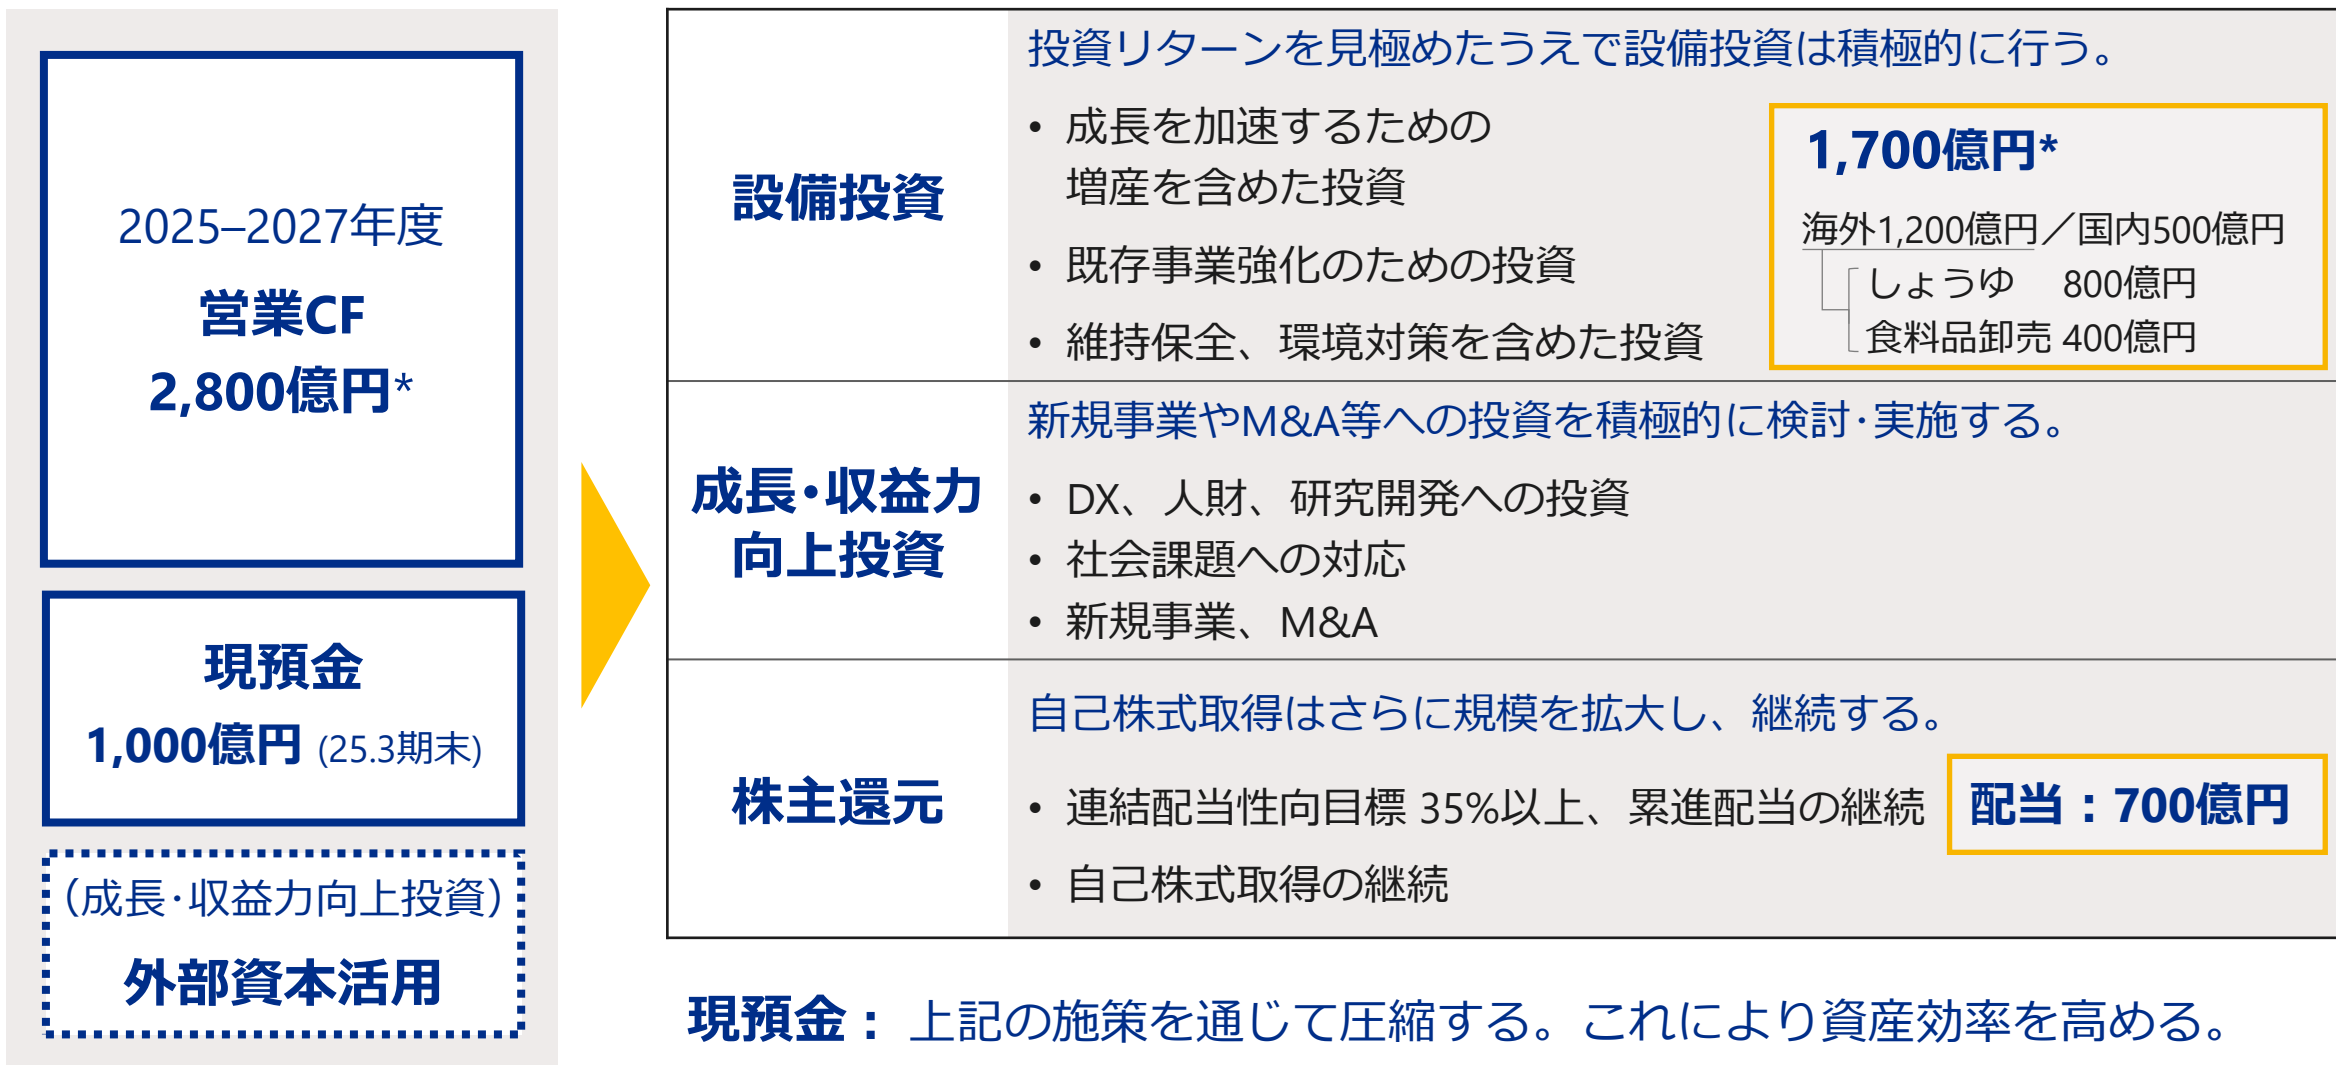 2025–2027年度
営業CF
2,800億円*
現預金
1,000億円 (25.3期末)
(成長･収益力向上投資)
外部資本活用
設備投資
投資リターンを見極めたうえで設備投資は積極的に行う。
• 成長を加速するための
増産を含めた投資
• 既存事業強化のための投資
• 維持保全、環境対策を含めた投資
1,700億円*
海外1,200億円／国内500億円
しょうゆ 800億円
食料品卸売 400億円
成長･収益力
向上投資
新規事業やM&A等への投資を積極的に検討･実施する。
• DX、人財、研究開発への投資
• 社会課題への対応
• 新規事業、M&A
株主還元
自己株式取得はさらに規模を拡大し、継続する。
• 連結配当性向目標 35%以上、累進配当の継続
配当：700億円
• 自己株式取得の継続
現預金： 上記の施策を通じて圧縮する。これにより資産効率を高める。